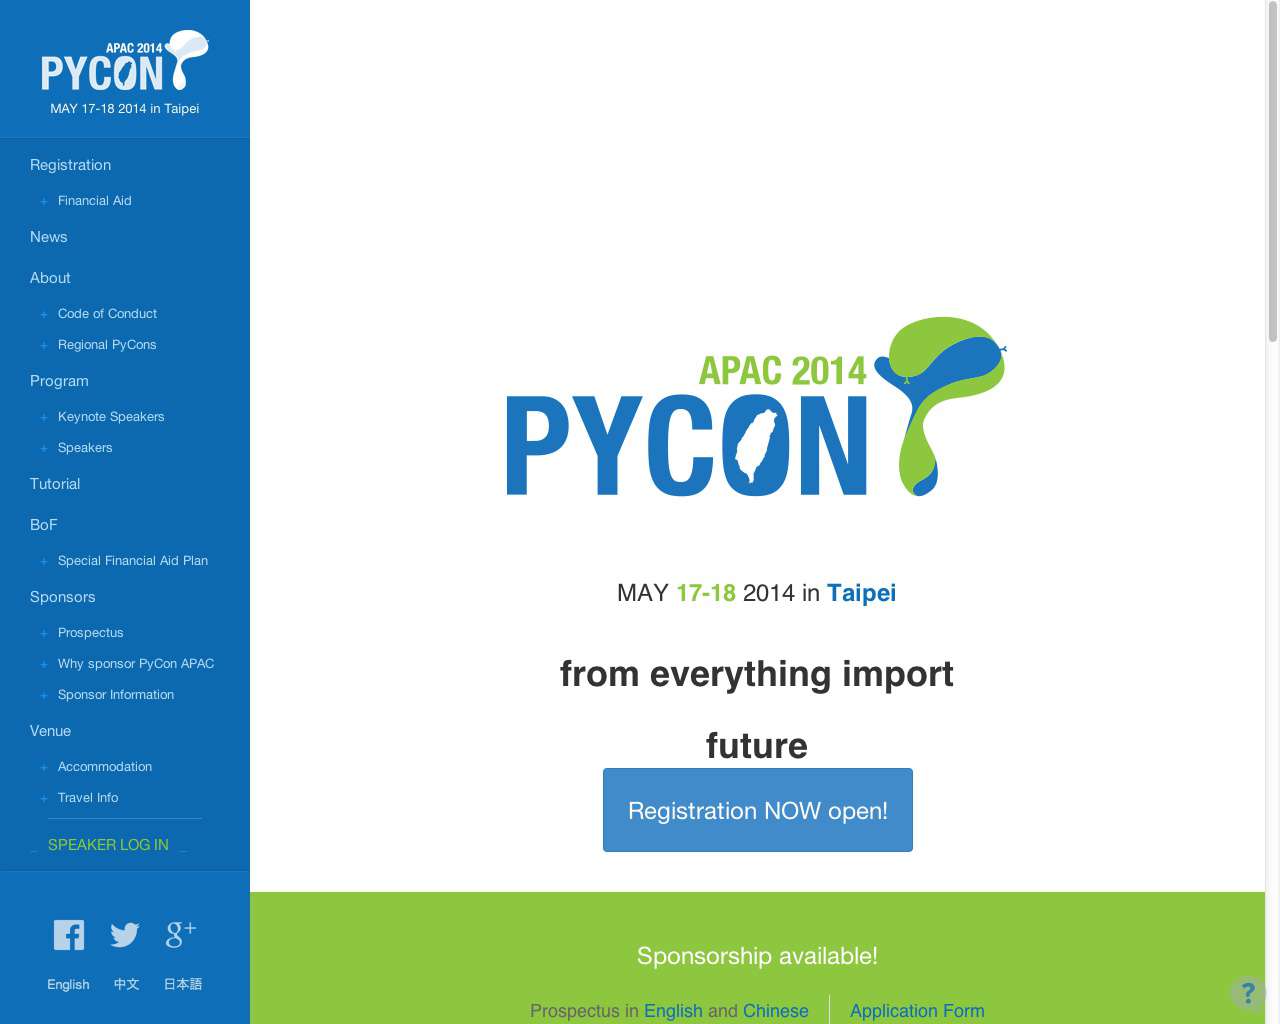 APAC 2014
PYCON
MAY 17-18 2014 in Taipei
Registration
+ Financial Aid
News
About
+ Code of Conduct
+ Regional PyCons
Program
+ Keynote Speakers
+ Speakers
Tutorial
BoF
+ Special Financial Aid Plan
Sponsors
+ Prospectus
+ Why sponsor PyCon APAC
+ Sponsor Information
Venue
+ Accommodation
+ Travel Info
SPEAKER LOG IN
g+
English 中文 日本語
APAC 2014
PYCON
MAY 17-18 2014 in Taipei
from everything import
future
Registration NOW open!
Sponsorship available!
Prospectus in English and Chinese
Application Form
?